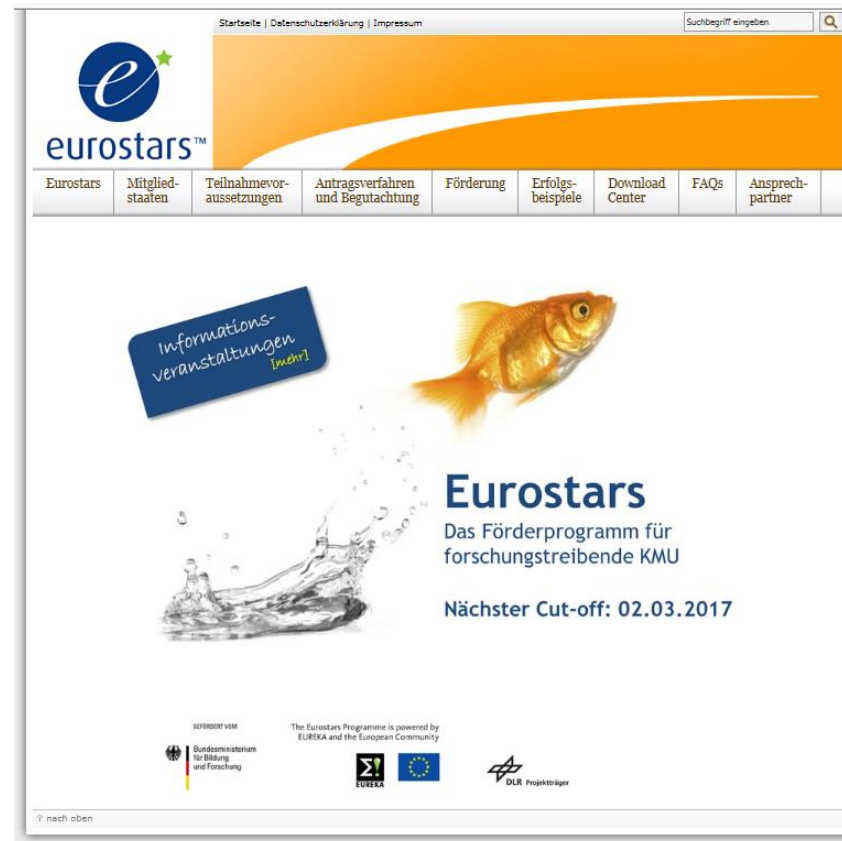 Startseite | Datenschutzerklärung | Impressum
Suchbegriff eingeben
e
eurostars™
Eurostars
Mitglied-
staaten
Teilnahmevor-
aussetzungen
Antragsverfahren
und Begutachtung
Förderung
Erfolgs-
beispiele
Download
Center
FAQs
Ansprech-
partner
Informations-
veranstaltungen
[mehr]
Eurostars
Das Förderprogramm für
forschungstreibende KMU
Nächster Cut-off: 02.03.2017
GEFÖRDERT VOM
Bundesministerium
für Bildung
und Forschung
The Eurostars Programme is powered by
EUREKA and the European Community
Σ!
EUREKA
DLR Projektträger
⇑ nach oben